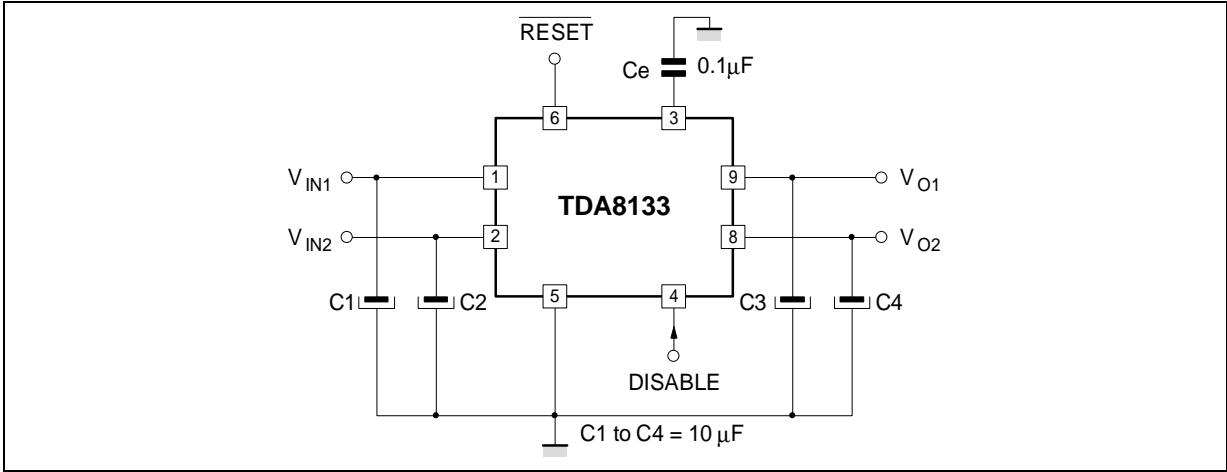 RESET
Ce
0.1μF
6
3
V IN1
1
9
V O1
TDA8133
V IN2
2
8
V O2
C1
C2
5
4
C3
C4
DISABLE
C1 to C4 = 10 μF